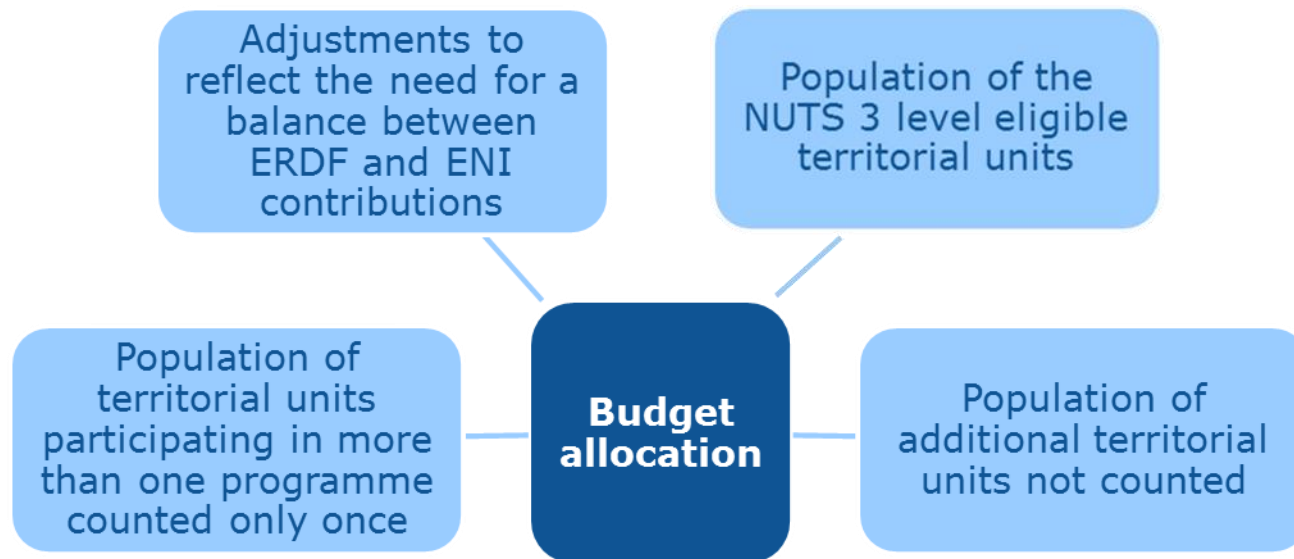 Adjustments to
reflect the need for a
balance between
ERDF and ENI
contributions
Population of the
NUTS 3 level eligible
territorial units
Population of
territorial units
participating in more
than one programme
counted only once
Budget
allocation
Population of
additional territorial
units not counted